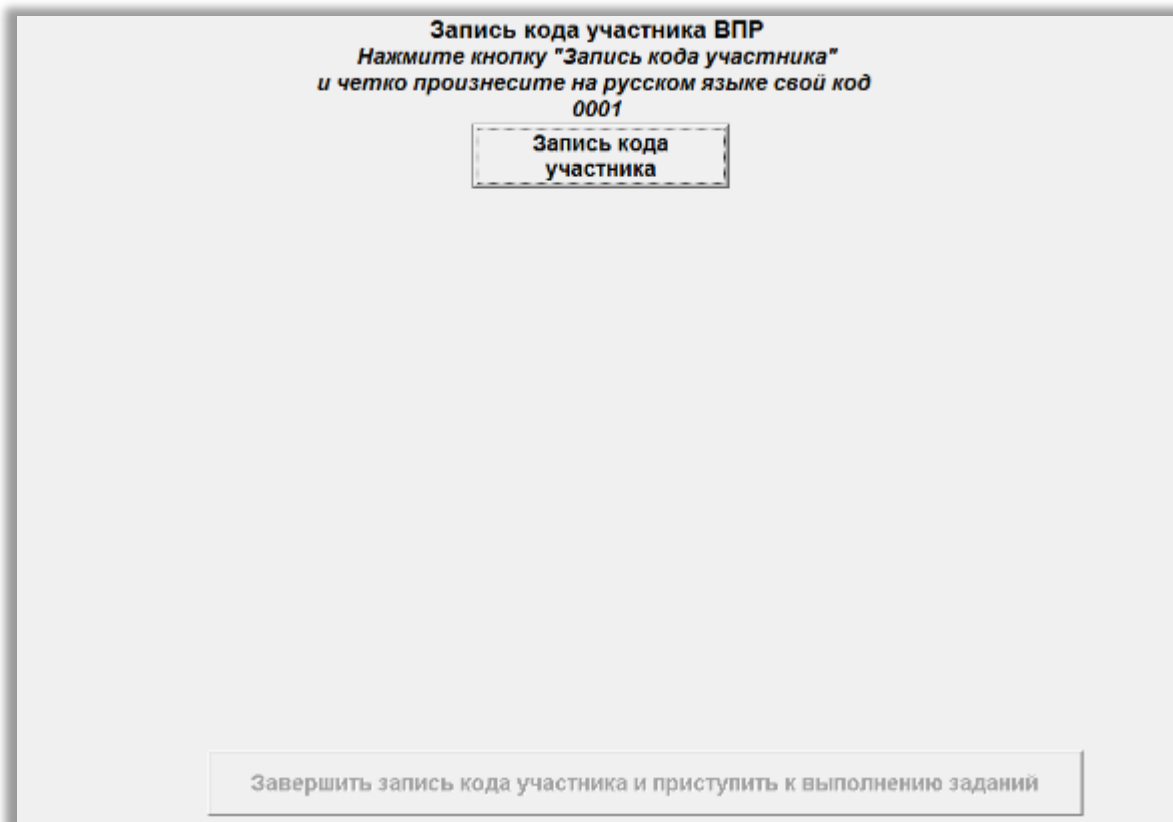 Запись кода участника ВПР
Нажмите кнопку "Запись кода участника"
и четко произнесите на русском языке свой код
0001
Запись кода
участника
Завершить запись кода участника и приступить к выполнению заданий